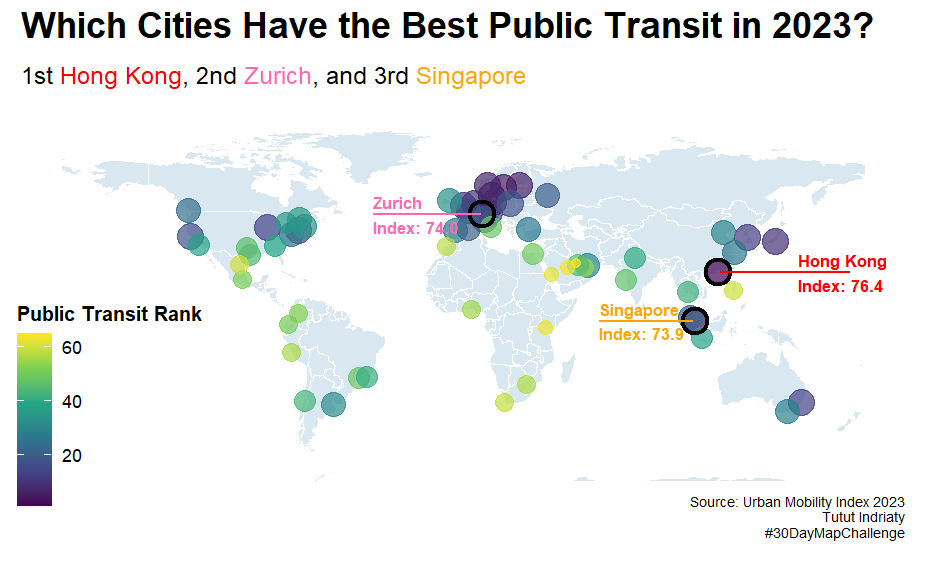 Which Cities Have the Best Public Transit in 2023?
1st Hong Kong, 2nd Zurich, and 3rd Singapore
Zurich
Index: 74.0
Hong Kong
Index: 76.4
Singapore
Index: 73.9
Public Transit Rank
60
40
20
Source: Urban Mobility Index 2023
Tutut Indriaty
#30DayMapChallenge